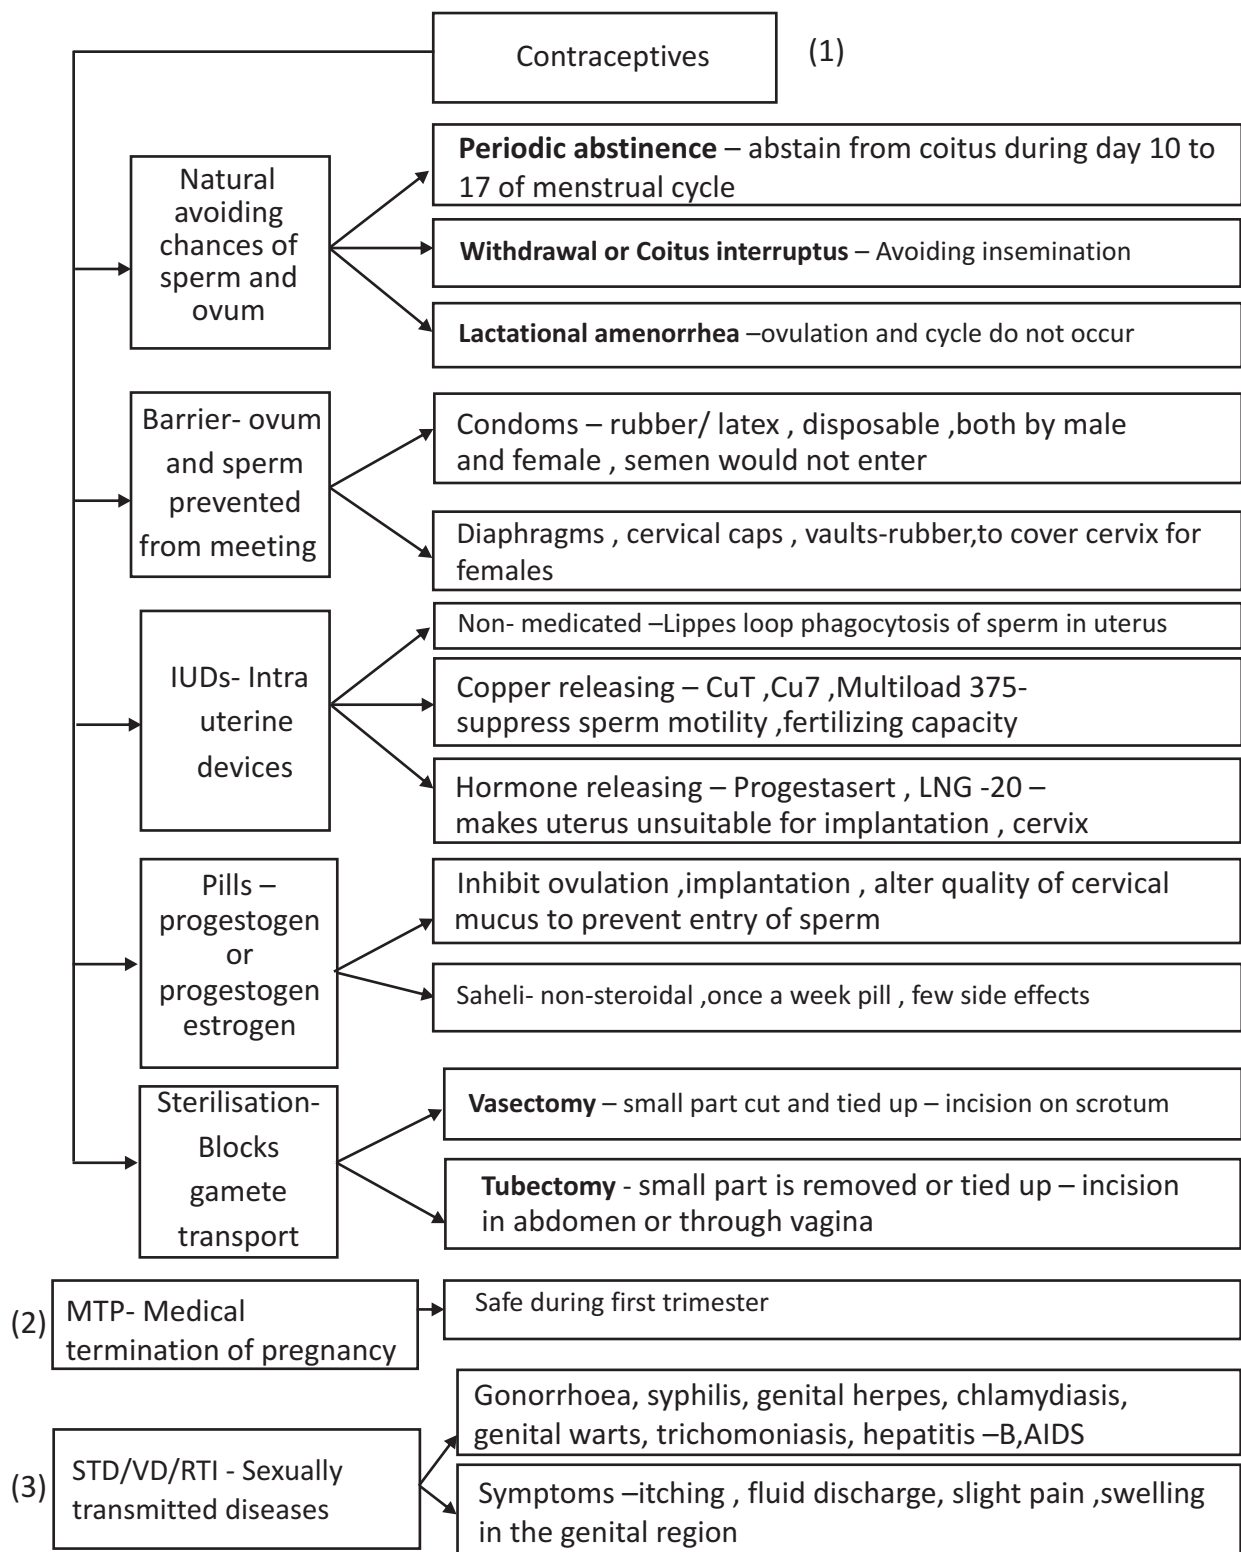 Contraceptives
(1)
Natural
avoiding
chances of
sperm and
ovum
Periodic abstinence – abstain from coitus during day 10 to
17 of menstrual cycle
Withdrawal or Coitus interruptus – Avoiding insemination
Lactational amenorrhea –ovulation and cycle do not occur
Barrier- ovum
and sperm
prevented
from meeting
Condoms – rubber/ latex , disposable ,both by male
and female , semen would not enter
Diaphragms , cervical caps , vaults-rubber,to cover cervix for
females
IUDs- Intra
uterine
devices
Non- medicated –Lippes loop phagocytosis of sperm in uterus
Copper releasing – CuT ,Cu7 ,Multiload 375-
suppress sperm motility ,fertilizing capacity
Hormone releasing – Progestasert , LNG -20 –
makes uterus unsuitable for implantation , cervix
Pills –
progestogen
or
progestogen
estrogen
Inhibit ovulation ,implantation , alter quality of cervical
mucus to prevent entry of sperm
Saheli- non-steroidal ,once a week pill , few side effects
Sterilisation-
Blocks
gamete
transport
Vasectomy – small part cut and tied up – incision on scrotum
Tubectomy - small part is removed or tied up – incision
in abdomen or through vagina
(2)
MTP- Medical
termination of pregnancy
Safe during first trimester
(3)
STD/VD/RTI - Sexually
transmitted diseases
Gonorrhoea, syphilis, genital herpes, chlamydiasis,
genital warts, trichomoniasis, hepatitis –B,AIDS
Symptoms –itching , fluid discharge, slight pain ,swelling
in the genital region